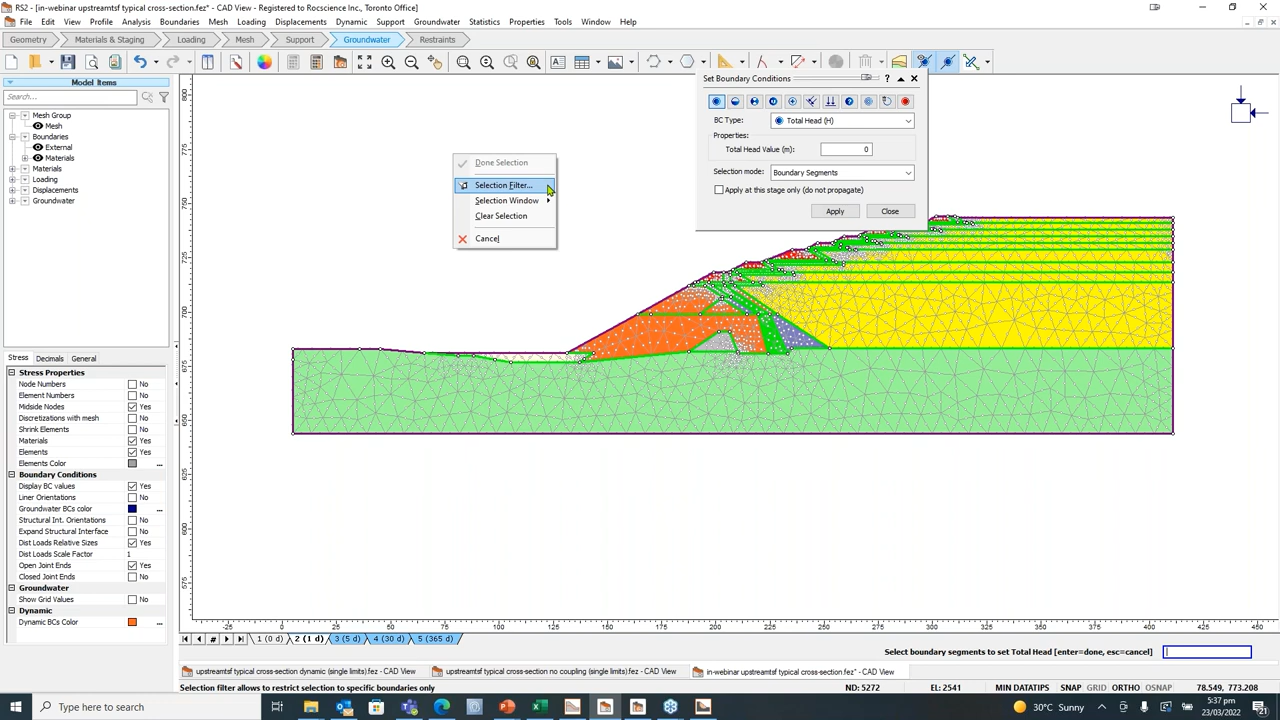 RS2 - [in-webinar upstreamtsf typical cross-section.fez* - CAD View - Registered to Rocscience Inc., Toronto Office]
File Edit View Profile Analysis Boundaries Mesh Loading Displacements Dynamic Support Groundwater Statistics Properties Tools Window Help
Geometry Materials & Staging Loading Mesh Support Groundwater Restraints
Model Items
Search...
Mesh Group
Mesh
Boundaries
External
Materials
Materials
Loading
Displacements
Groundwater
Stress Decimals General
Stress Properties
Node Numbers No
Element Numbers No
Midside Nodes Yes
Discretizations with mesh No
Shrink Elements No
Materials Yes
Elements Yes
Elements Color ...
Boundary Conditions
Display BC values Yes
Liner Orientations No
Groundwater BCs color ...
Structural Int. Orientations No
Expand Structural Interface No
Dist Loads Relative Sizes Yes
Dist Loads Scale Factor 1
Open Joint Ends Yes
Closed Joint Ends No
Groundwater
Show Grid Values No
Dynamic
Dynamic BCs Color ...
Done Selection
Selection Filter...
Selection Window
Clear Selection
Cancel
Set Boundary Conditions ?
BC Type: Total Head (H)
Properties:
Total Head Value (m): 0
Selection mode: Boundary Segments
Apply at this stage only (do not propagate)
Apply Close
800
775
750
725
700
675
650
625
600
575
-25 0 25 50 75 100 125 150 175 200 225 250 275 300 325 350 375 400 425 450
# 1 (0 d) 2 (1 d) 3 (5 d) 4 (30 d) 5 (365 d)
Select boundary segments to set Total Head [enter=done, esc=cancel]
upstreamtsf typical cross-section dynamic (single limits).fez - CAD View upstreamtsf typical cross-section no coupling (single limits).fez - CAD View in-webinar upstreamtsf typical cross-section.fez* - CAD View
Selection filter allows to restrict selection to specific boundaries only ND: 5272 EL: 2541 MIN DATATIPS SNAP GRID ORTHO OSNAP 78.549, 773.208
Type here to search 30°C Sunny 5:37 pm
23/03/2022